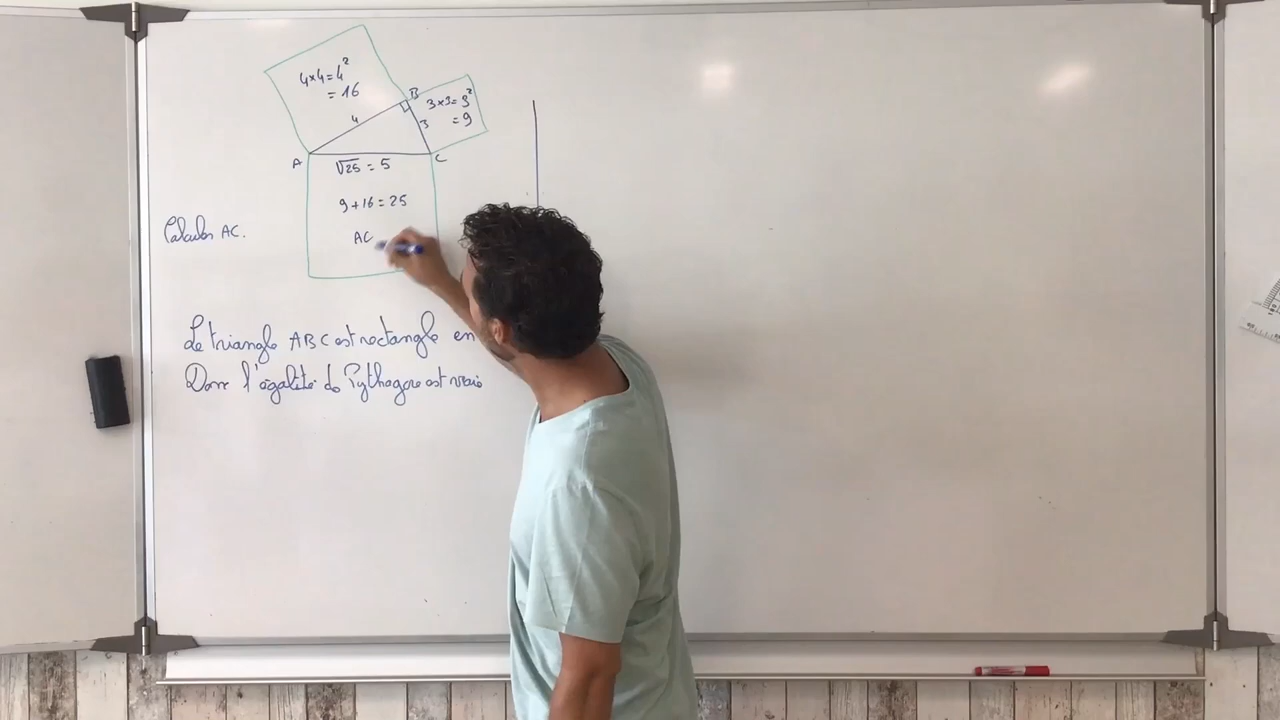 4×4=4²
=16
B
3×3=3²
=9
4
3
A
C
√25 = 5
9+16=25
Calculer AC.
AC
Le triangle ABC est rectangle en
Donc l'égalité de Pythagore est vraie